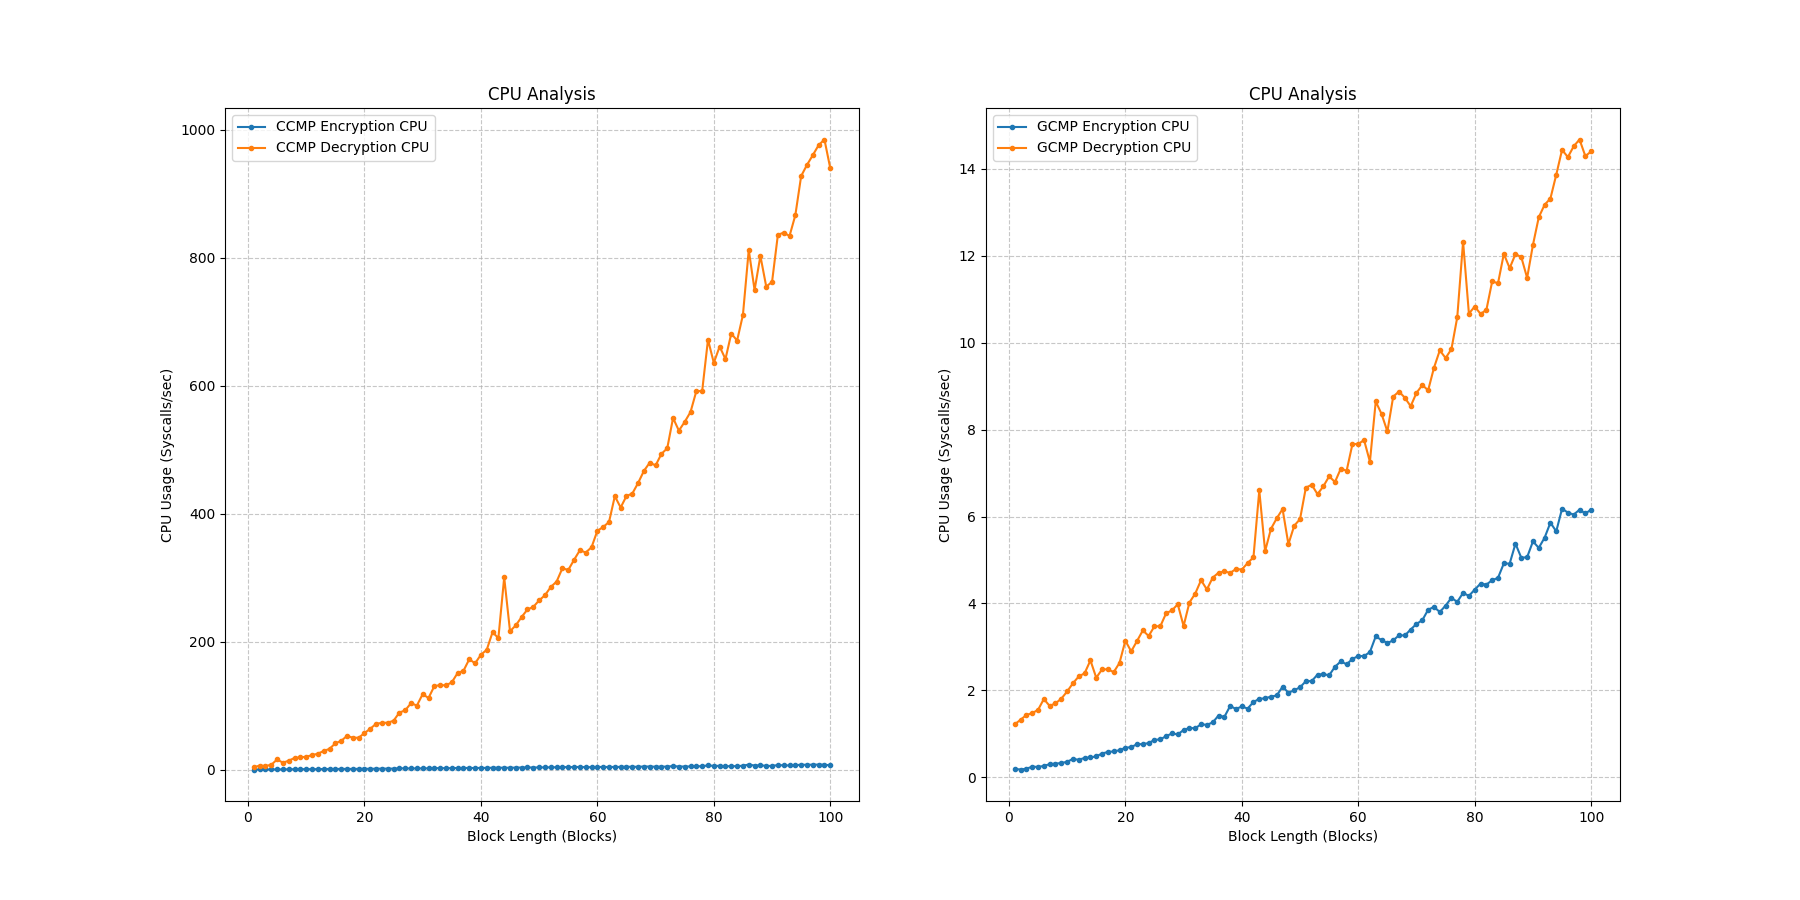 CPU Analysis
CCMP Encryption CPU
CCMP Decryption CPU
1000
800
600
400
200
0
CPU Usage (Syscalls/sec)
0 20 40 60 80 100
Block Length (Blocks)
CPU Analysis
GCMP Encryption CPU
GCMP Decryption CPU
14
12
10
8
6
4
2
0
CPU Usage (Syscalls/sec)
0 20 40 60 80 100
Block Length (Blocks)